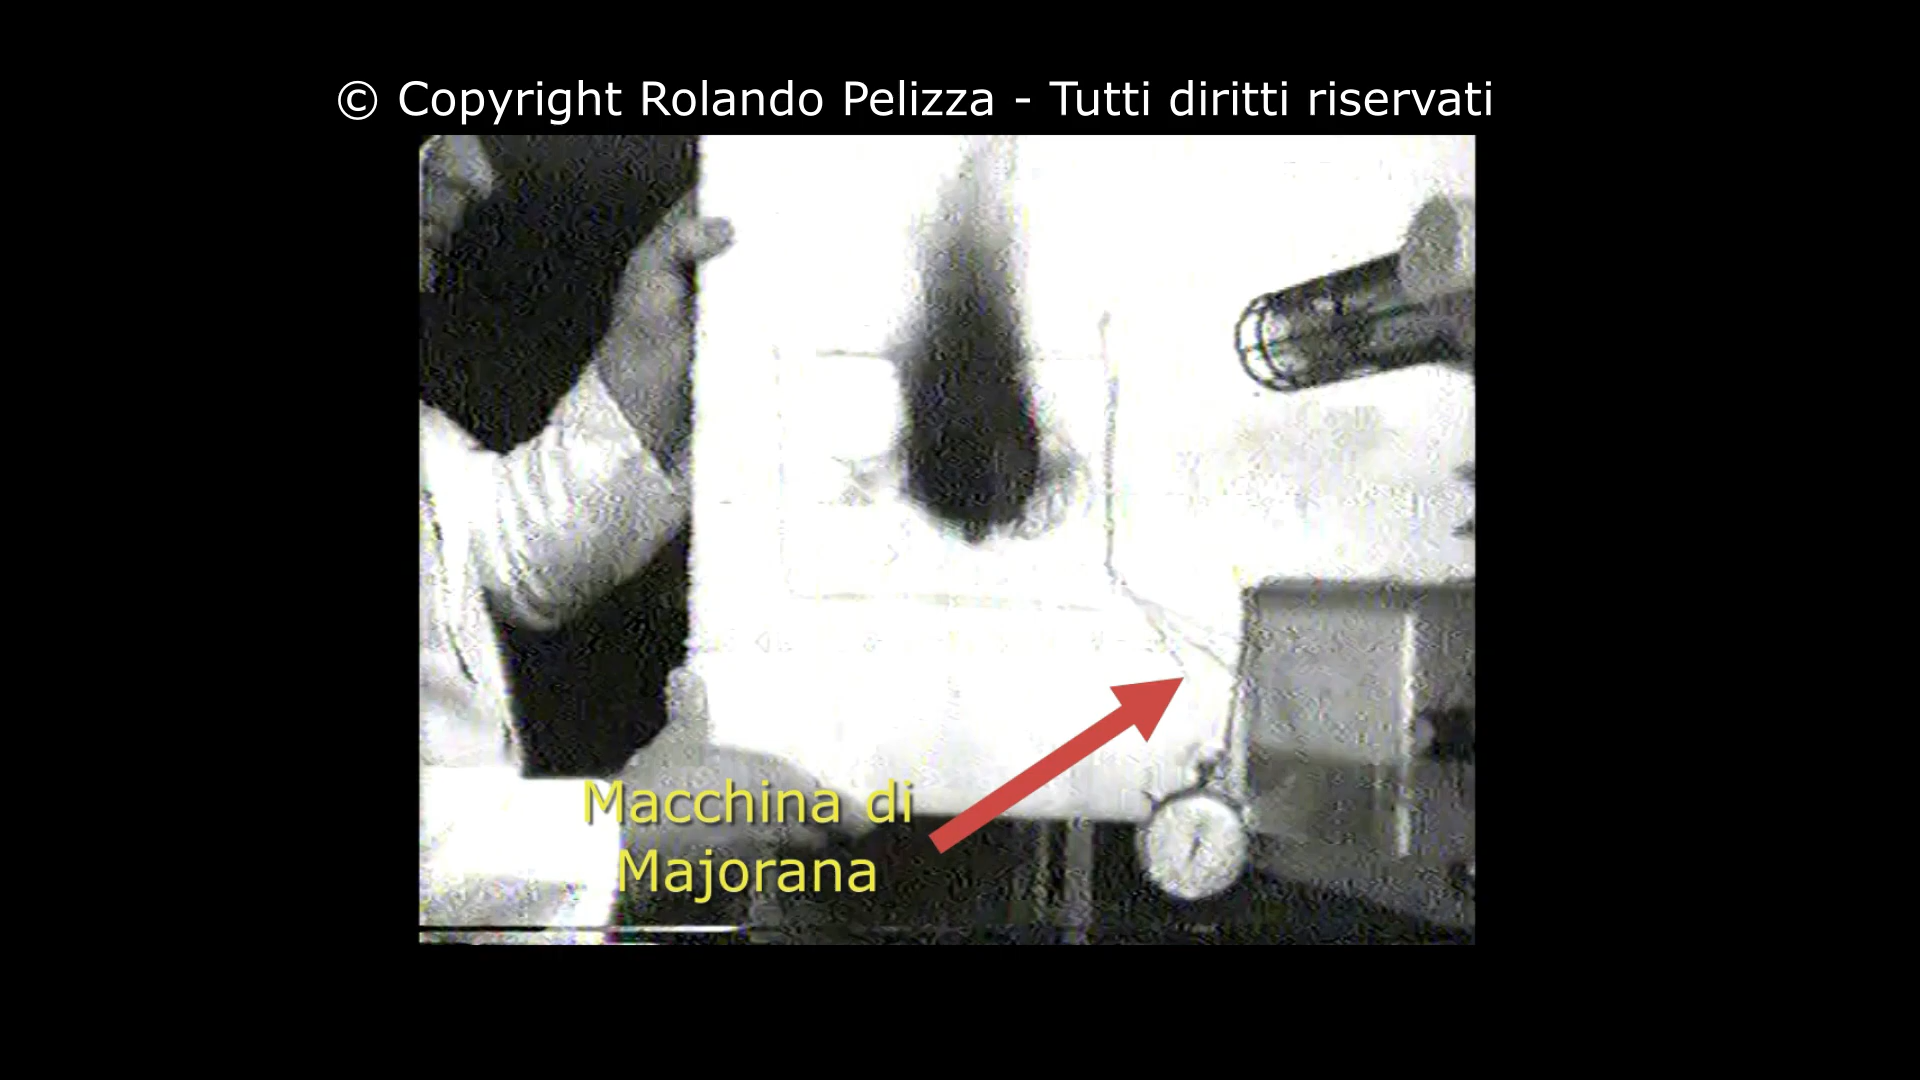 © Copyright Rolando Pelizza - Tutti diritti riservati
Macchina di
Majorana